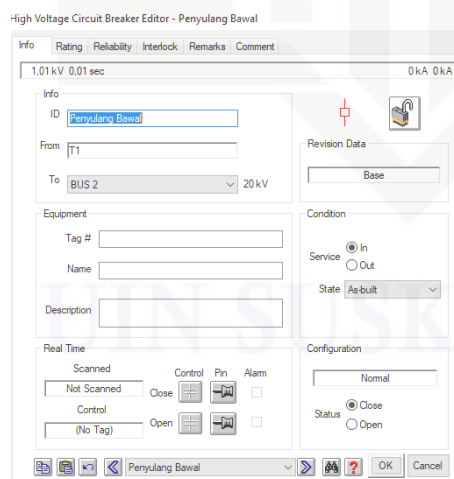 High Voltage Circuit Breaker Editor - Penyulang Bawal
Info Rating Reliability Interlock Remarks Comment
1,01 kV 0,01 sec 0 kA 0 kA
Info
ID Penyulang Bawal
From T1
To BUS 2 20 kV
Revision Data
Base
Equipment
Tag #
Name
Description
Condition
Service In
Out
State As-built
Real Time
Scanned Control Pin Alarm
Not Scanned Close
Control
(No Tag) Open
Configuration
Normal
Status Close
Open
Penyulang Bawal ? OK Cancel
UIN SUSK